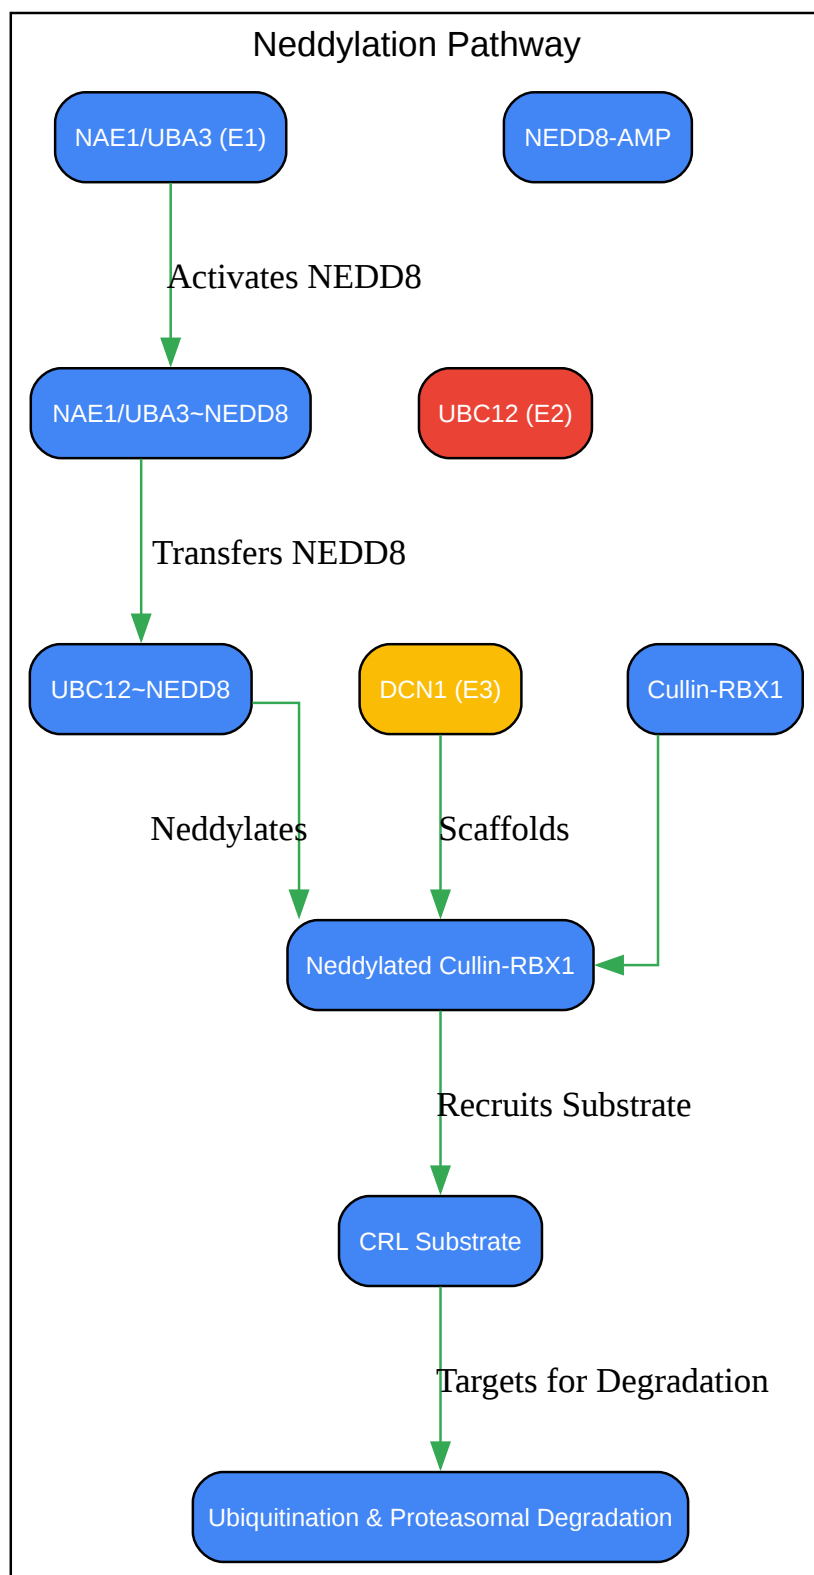 Neddylation Pathway
NAE1/UBA3 (E1)
NEDD8-AMP
Activates NEDD8
NAE1/UBA3~NEDD8
UBC12 (E2)
Transfers NEDD8
UBC12~NEDD8
DCN1 (E3)
Cullin-RBX1
Neddylates
Scaffolds
Neddylated Cullin-RBX1
Recruits Substrate
CRL Substrate
Targets for Degradation
Ubiquitination & Proteasomal Degradation